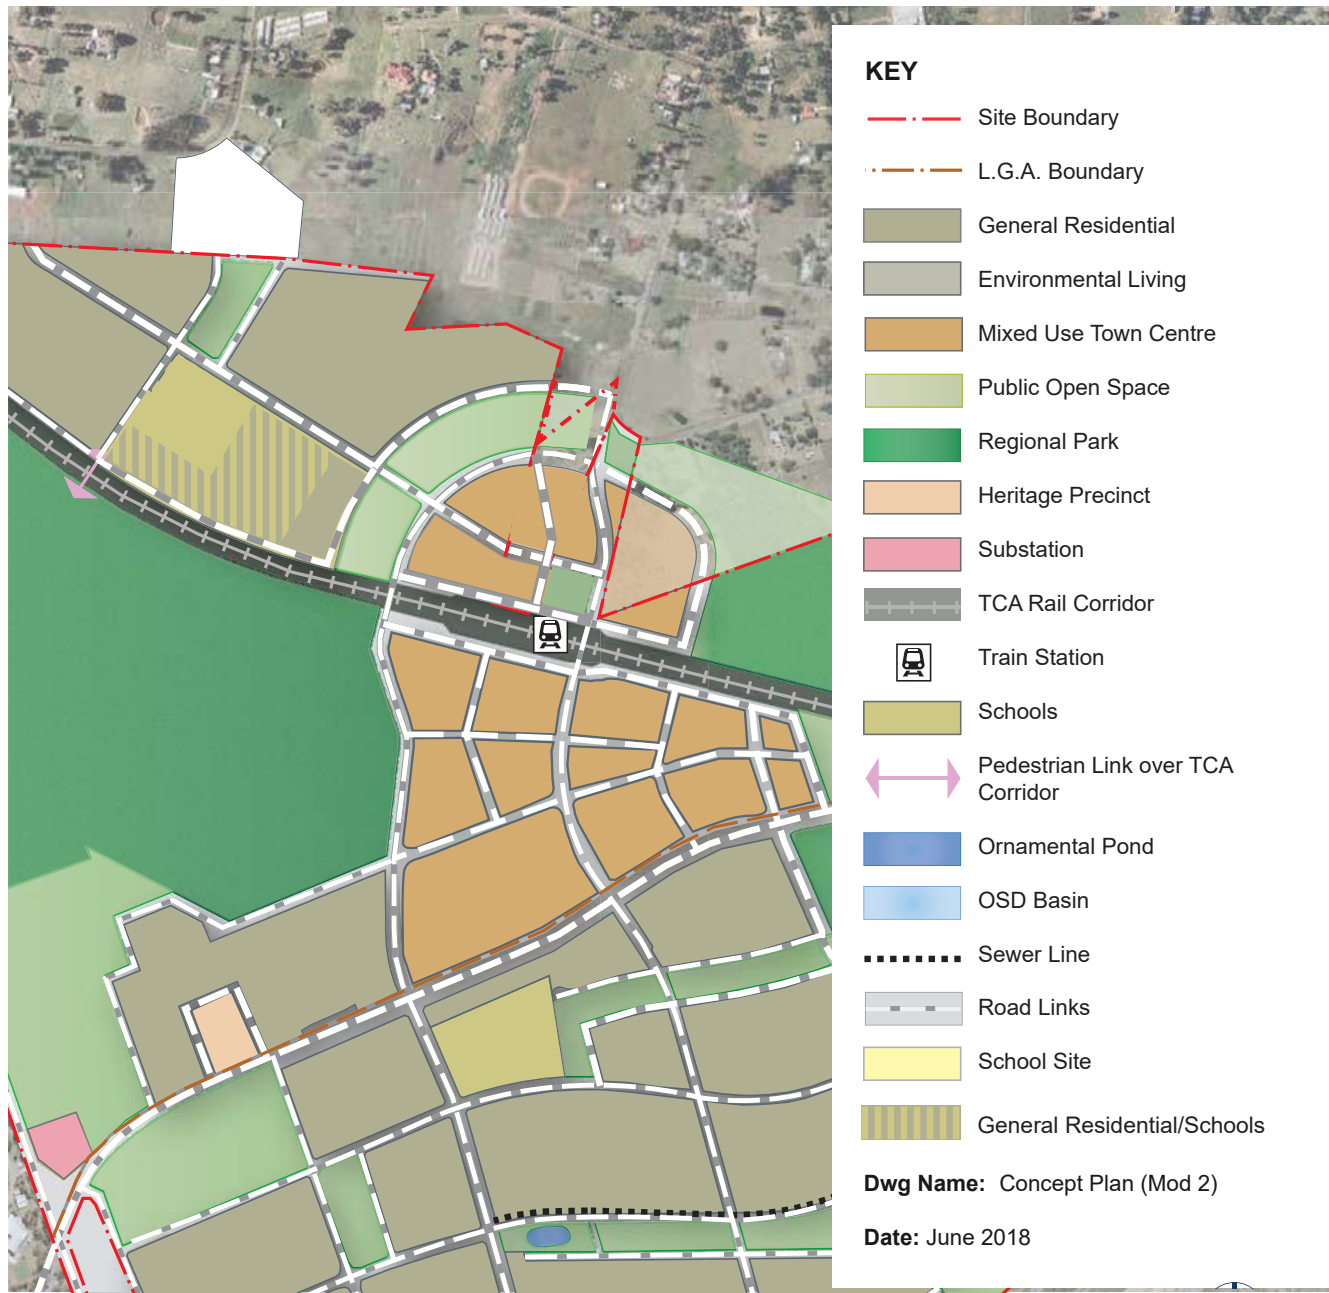 KEY
Site Boundary
L.G.A. Boundary
General Residential
Environmental Living
Mixed Use Town Centre
Public Open Space
Regional Park
Heritage Precinct
Substation
TCA Rail Corridor
Train Station
Schools
Pedestrian Link over TCA
Corridor
Ornamental Pond
OSD Basin
Sewer Line
Road Links
School Site
General Residential/Schools
Dwg Name: Concept Plan (Mod 2)
Date: June 2018